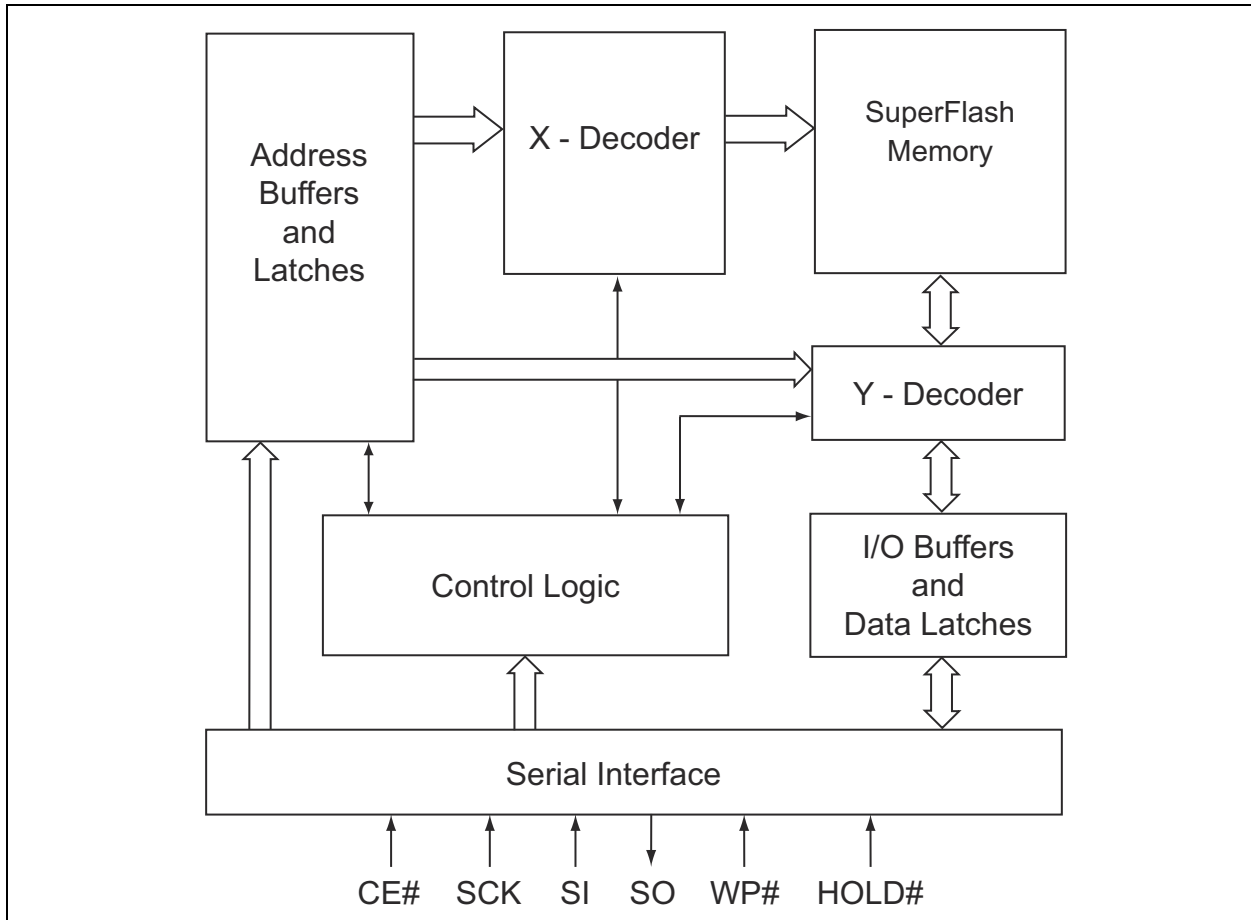 Address
Buffers
and
Latches
X - Decoder
SuperFlash
Memory
Y - Decoder
Control Logic
I/O Buffers
and
Data Latches
Serial Interface
CE# SCK SI SO WP# HOLD#